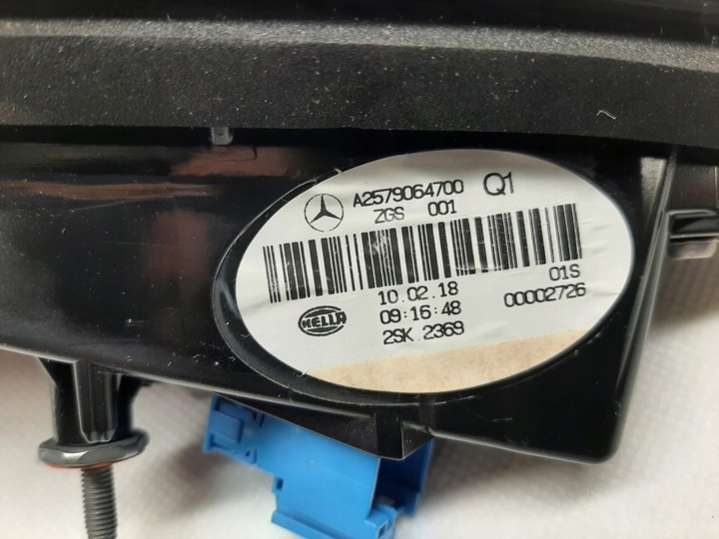 A2579064700 Q1
ZGS 001
01S
10.02.18 00002726
09:16:48
HELLA
2SK.2369